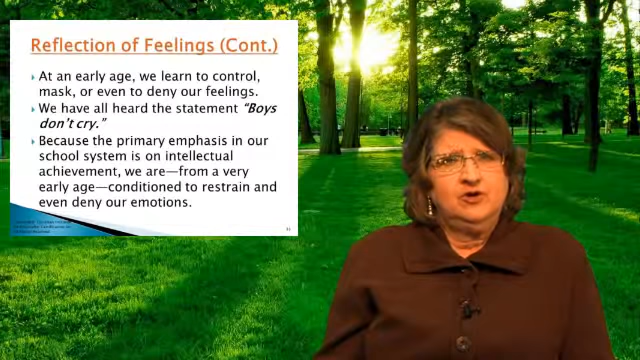 Reflection of Feelings (Cont.)
At an early age, we learn to control,
mask, or even to deny our feelings.
We have all heard the statement "Boys
don't cry."
Because the primary emphasis in our
school system is on intellectual
achievement, we are—from a very
early age—conditioned to restrain and
even deny our emotions.